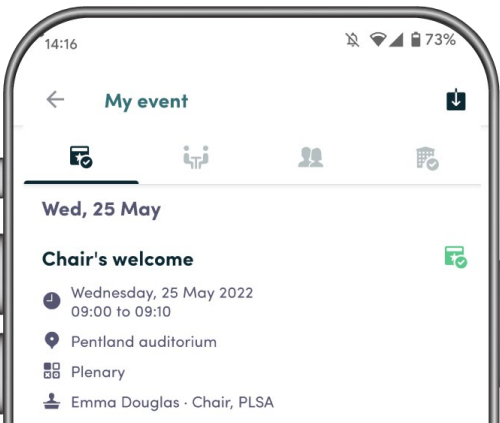 14:16
73%
My event
Wed, 25 May
Chair's welcome
Wednesday, 25 May 2022
09:00 to 09:10
Pentland auditorium
Plenary
Emma Douglas · Chair, PLSA